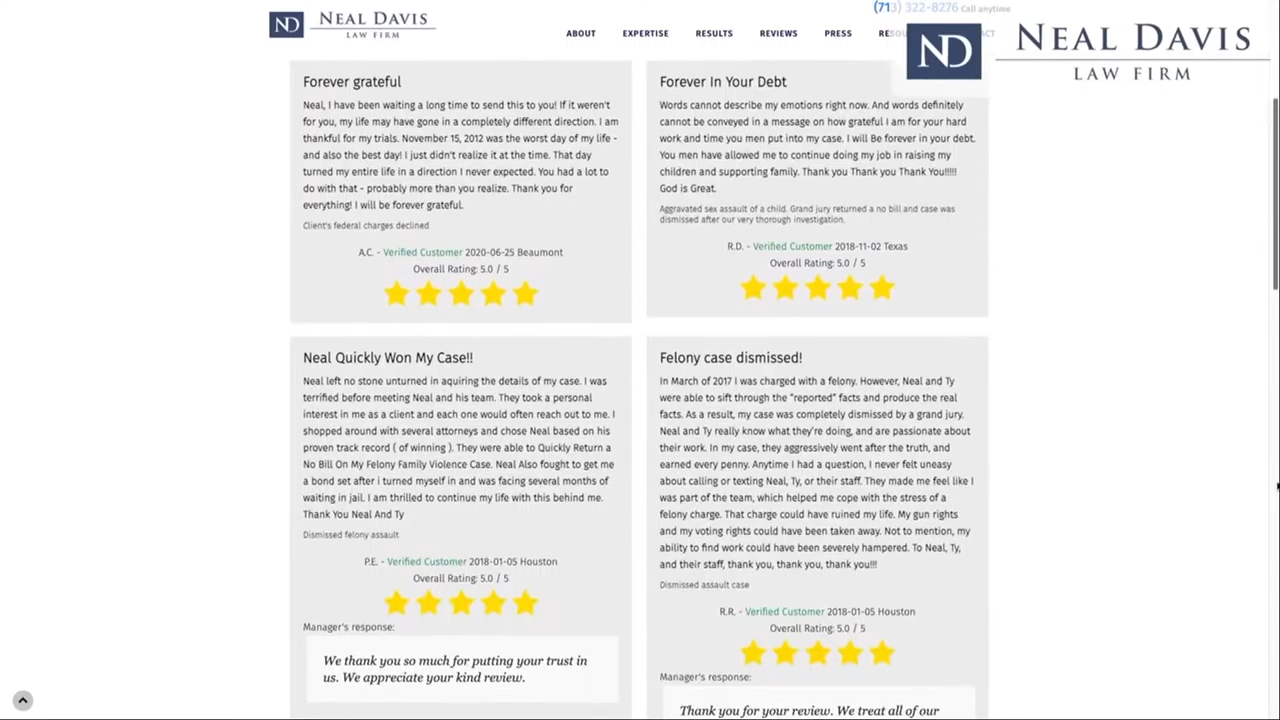 NEAL DAVIS
LAW FIRM
(713) 322-8276 Call anytime
ABOUT EXPERTISE RESULTS REVIEWS PRESS
ND NEAL DAVIS
LAW FIRM
Forever grateful
Neal, I have been waiting a long time to send this to you! If it weren't
for you, my life may have gone in a completely different direction. I am
thankful for my trials. November 15, 2012 was the worst day of my life -
and also the best day! I just didn't realize it at the time. That day
turned my entire life in a direction I never expected. You had a lot to
do with that - probably more than you realize. Thank you for
everything! I will be forever grateful.
Client's federal charges declined
A.C. - Verified Customer 2020-06-25 Beaumont
Overall Rating: 5.0 / 5
Forever In Your Debt
Words cannot describe my emotions right now. And words definitely
cannot be conveyed in a message on how grateful I am for your hard
work and time you men put into my case. I will Be forever in your debt.
You men have allowed me to continue doing my job in raising my
children and supporting family. Thank you Thank you Thank You!!!!!
God is Great.
Aggravated sex assault of a child. Grand jury returned a no bill and case was
dismissed after our very thorough investigation.
R.D. - Verified Customer 2018-11-02 Texas
Overall Rating: 5.0 / 5
Neal Quickly Won My Case!!
Neal left no stone unturned in aquiring the details of my case. I was
terrified before meeting Neal and his team. They took a personal
interest in me as a client and each one would often reach out to me. I
shopped around with several attorneys and chose Neal based on his
proven track record ( of winning ). They were able to Quickly Return a
No Bill On My Felony Family Violence Case. Neal Also fought to get me
a bond set after i turned myself in and was facing several months of
waiting in jail. I am thrilled to continue my life with this behind me.
Thank You Neal And Ty
Dismissed felony assault
P.E. - Verified Customer 2018-01-05 Houston
Overall Rating: 5.0 / 5
Manager's response:
We thank you so much for putting your trust in
us. We appreciate your kind review.
Felony case dismissed!
In March of 2017 I was charged with a felony. However, Neal and Ty
were able to sift through the "reported" facts and produce the real
facts. As a result, my case was completely dismissed by a grand jury.
Neal and Ty really know what they're doing, and are passionate about
their work. In my case, they aggressively went after the truth, and
earned every penny. Anytime I had a question, I never felt uneasy
about calling or texting Neal, Ty, or their staff. They made me feel like I
was part of the team, which helped me cope with the stress of a
felony charge. That charge could have ruined my life. My gun rights
and my voting rights could have been taken away. Not to mention, my
ability to find work could have been severely hampered. To Neal, Ty,
and their staff, thank you, thank you, thank you!!!
Dismissed assault case
R.R. - Verified Customer 2018-01-05 Houston
Overall Rating: 5.0 / 5
Manager's response:
Thank you for your review. We treat all of our